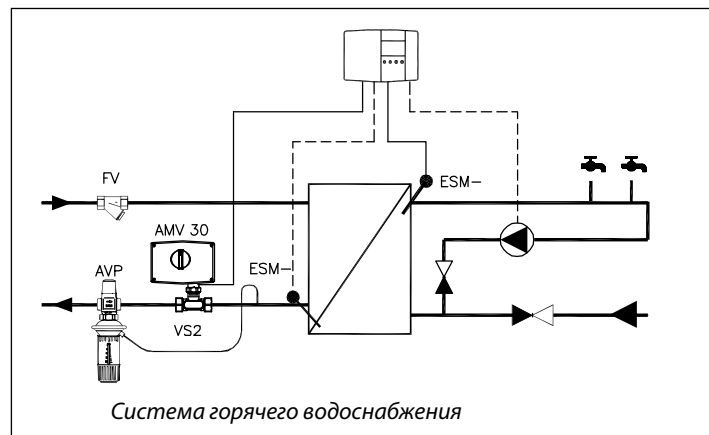 ESM-
FV
AMV 30
AVP
ESM-
VS2
Система горячего водоснабжения